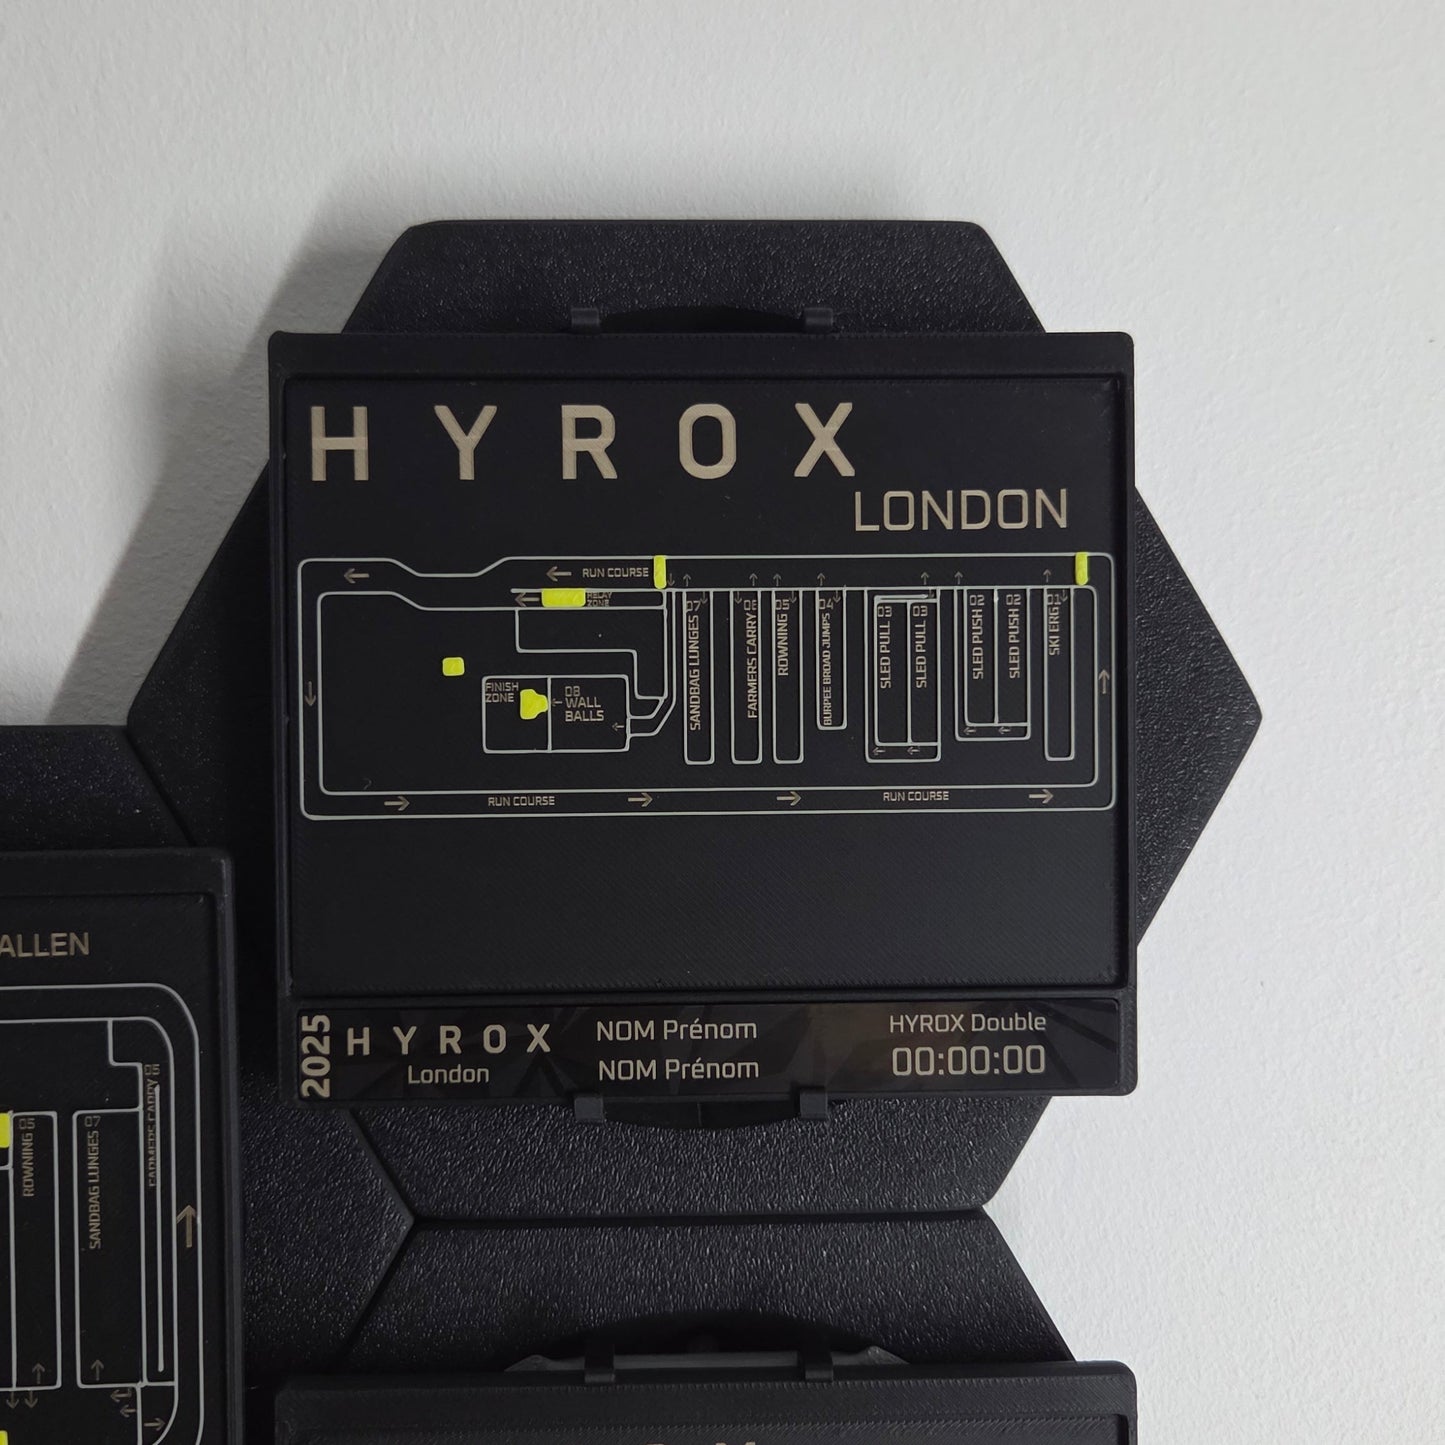 HYROX
LONDON
RUN COURSE
RELAY
ZONE
07
SANDBAG LUNGES
06
FARMERS CARRY
05
ROWNING
04
BURPEE BROAD JUMPS
03
SLED PULL
03
SLED PULL
02
SLED PUSH
02
SLED PUSH
01
SKI ERG
FINISH
ZONE
08
WALL
BALLS
RUN COURSE
RUN COURSE
2025
HYROX
London
NOM Prénom
NOM Prénom
HYROX Double
00:00:00
ALLEN
05
ROWNING
07
SANDBAG LUNGES
FARMERS CARRY